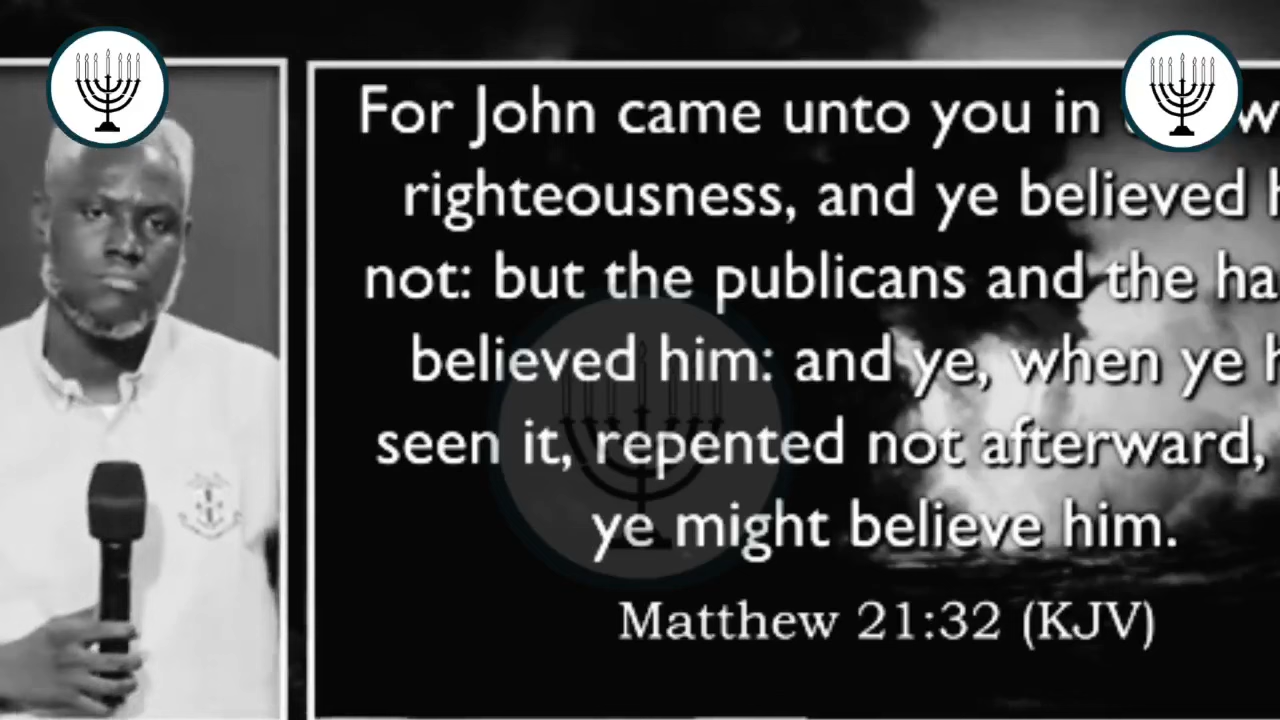 For John came unto you in
righteousness, and ye believed
not: but the publicans and the
believed him: and ye, when ye
seen it, repented not afterward,
ye might believe him.
Matthew 21:32 (KJV)